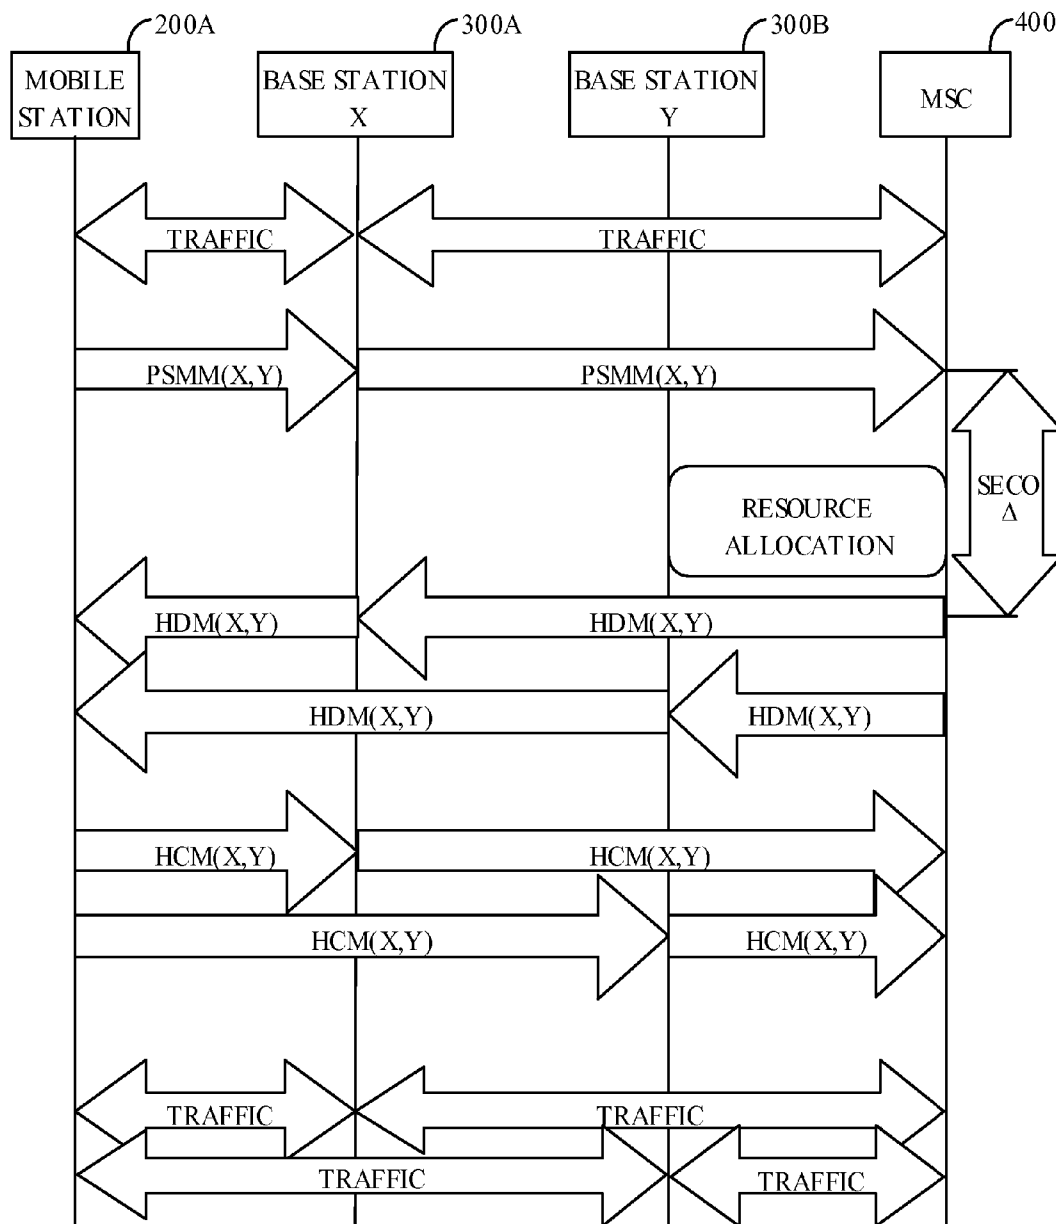 200A
300A
300B
400
MOBILE
STATION
BASE STATION
X
BASE STATION
Y
MSC
TRAFFIC
TRAFFIC
PSMM(X,Y)
PSMM(X,Y)
SECO
Δ
RESOURCE
ALLOCATION
HDM(X,Y)
HDM(X,Y)
HDM(X,Y)
HDM(X,Y)
HCM(X,Y)
HCM(X,Y)
HCM(X,Y)
HCM(X,Y)
TRAFFIC
TRAFFIC
TRAFFIC
TRAFFIC